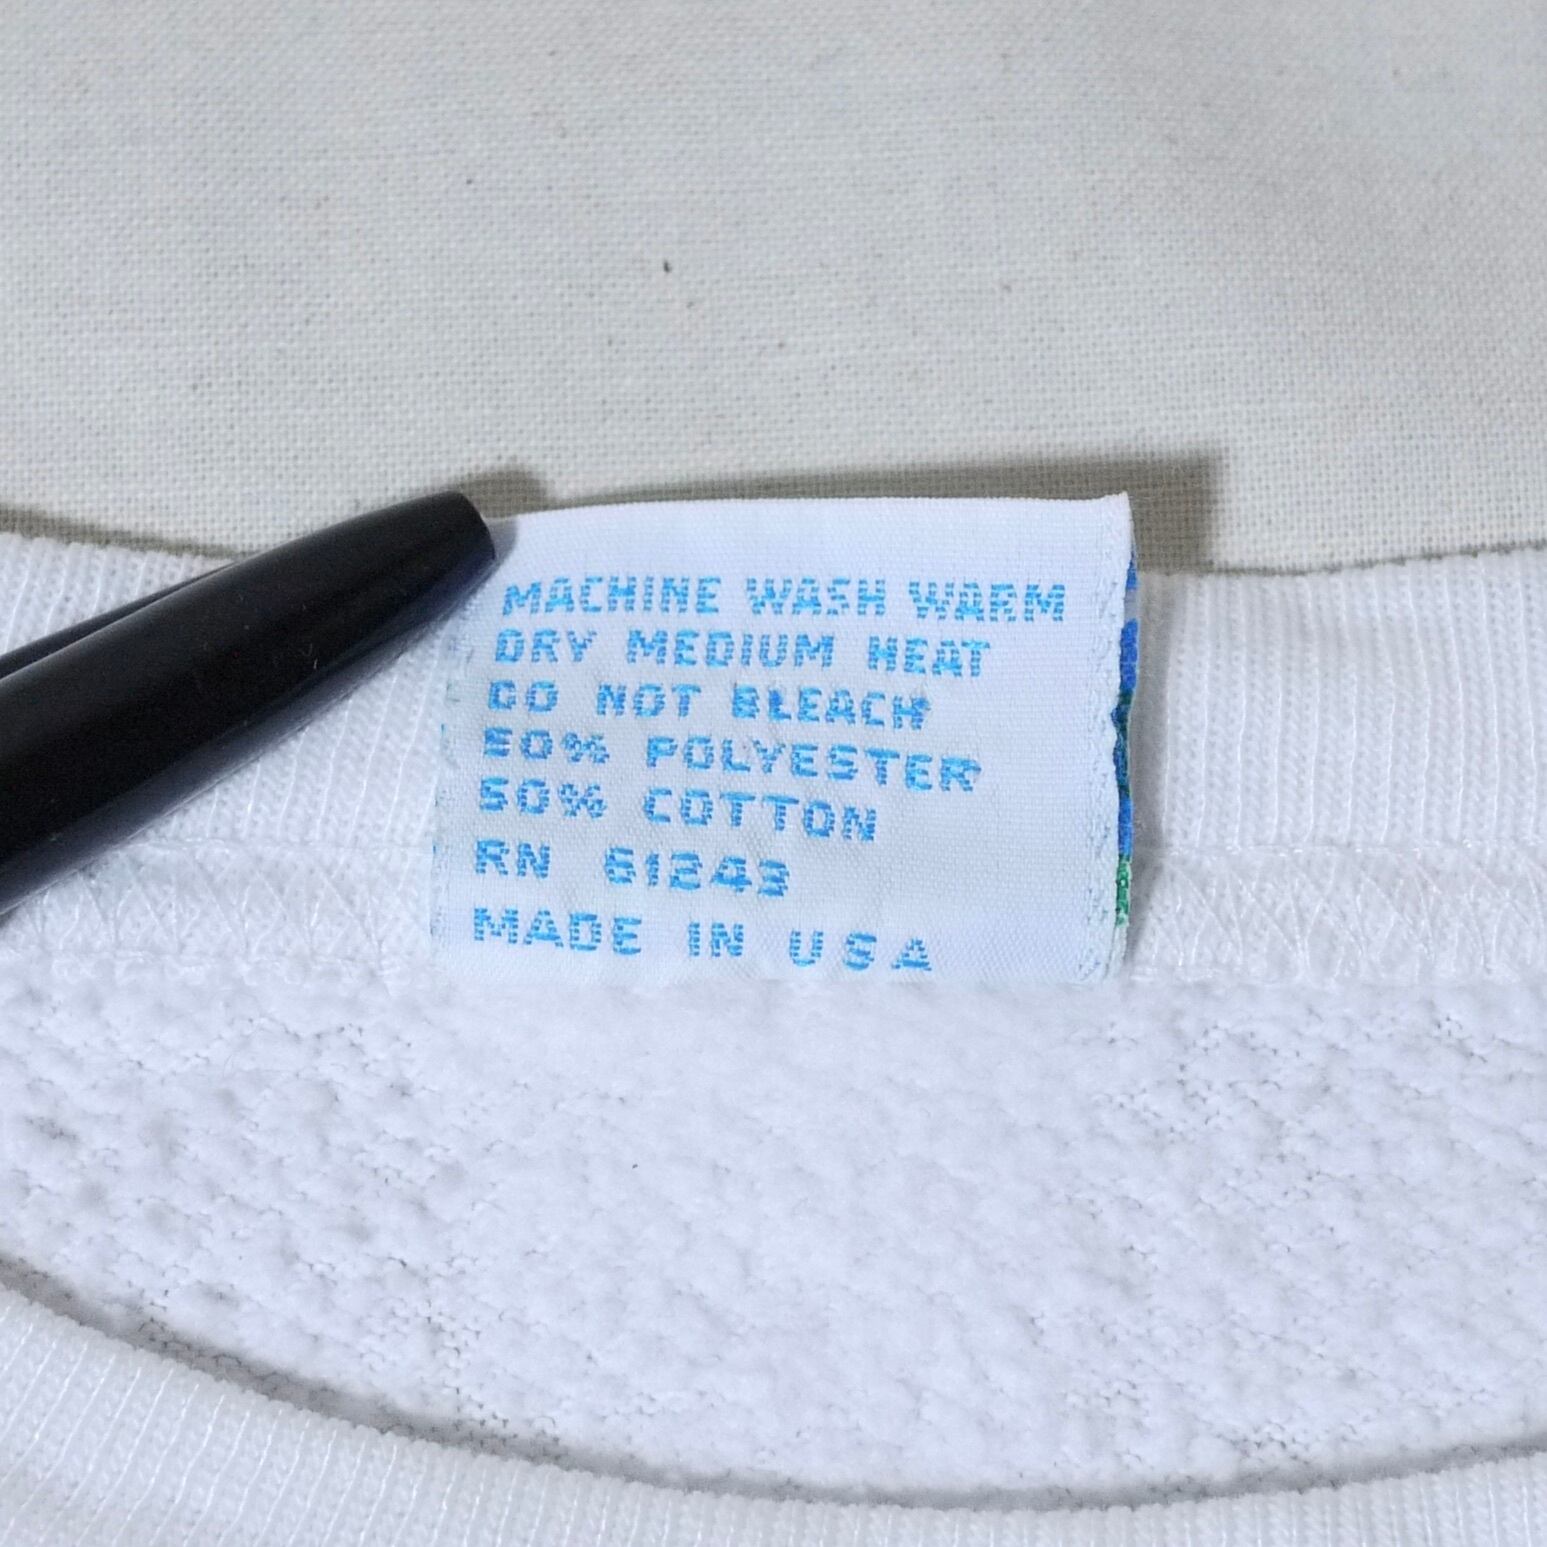 MACHINE WASH WARM
DRY MEDIUM HEAT
DO NOT BLEACH
50% POLYESTER
50% COTTON
RN 61243
MADE IN USA